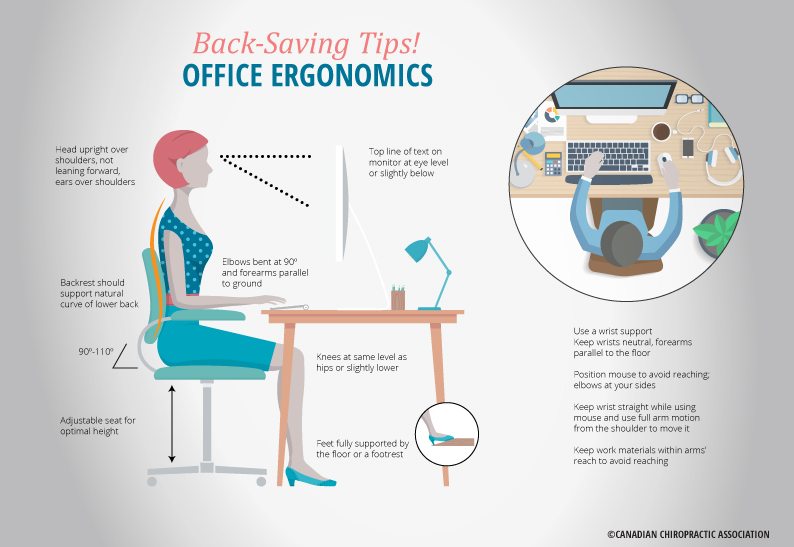 Back-Saving Tips!
OFFICE ERGONOMICS
Head upright over
shoulders, not
leaning forward,
ears over shoulders
Top line of text on
monitor at eye level
or slightly below
Elbows bent at 90º
and forearms parallel
to ground
Backrest should
support natural
curve of lower back
90º-110º
Knees at same level as
hips or slightly lower
Adjustable seat for
optimal height
Feet fully supported by
the floor or a footrest
Use a wrist support
Keep wrists neutral, forearms
parallel to the floor
Position mouse to avoid reaching;
elbows at your sides
Keep wrist straight while using
mouse and use full arm motion
from the shoulder to move it
Keep work materials within arms'
reach to avoid reaching
©CANADIAN CHIROPRACTIC ASSOCIATION